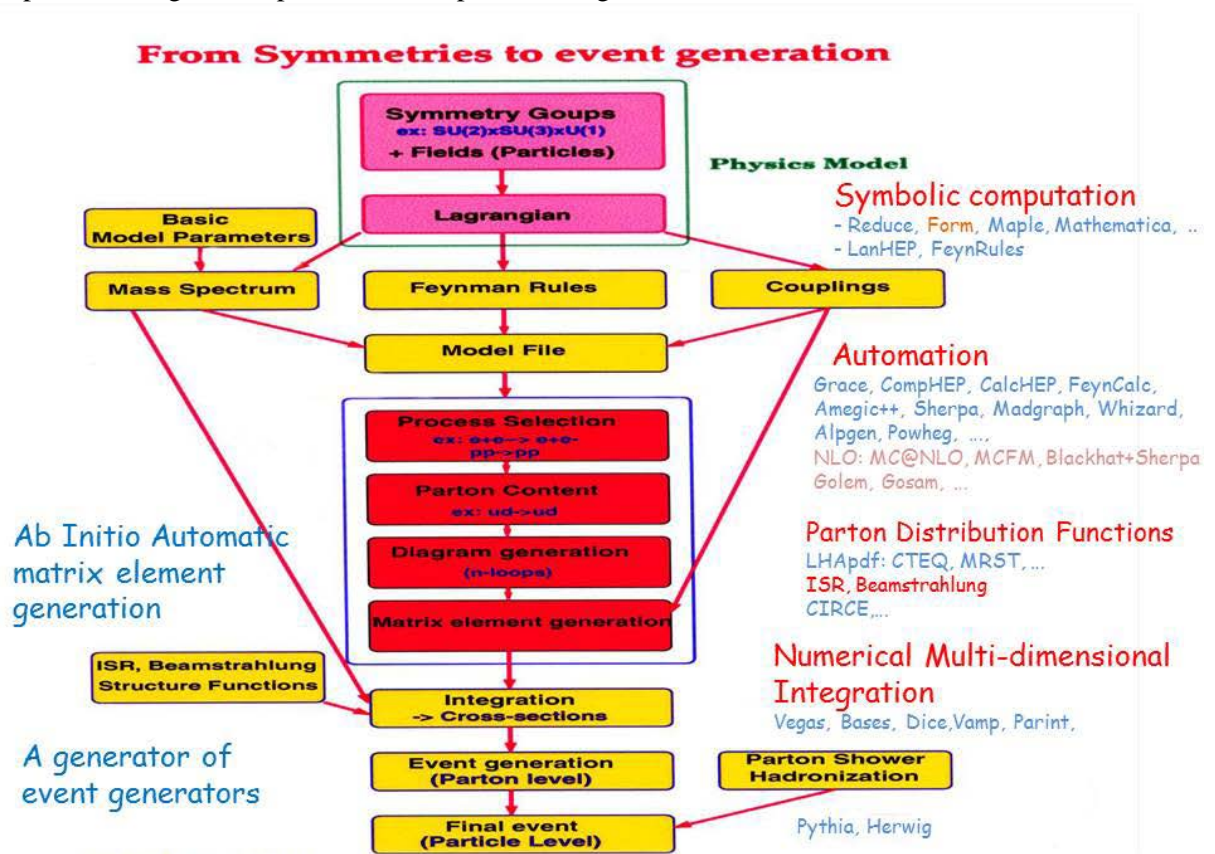 From Symmetries to event generation
Symmetry Goups
ex: SU(2)xSU(3)xU(1)
+ Fields (Particles)
Physics Model
Lagrangian
Symbolic computation
- Reduce, Form, Maple, Mathematica, ..
- LanHEP, FeynRules
Basic
Model Parameters
Mass Spectrum
Feynman Rules
Couplings
Model File
Automation
Grace, CompHEP, CalcHEP, FeynCalc,
Amegic++, Sherpa, Madgraph, Whizard,
Alpgen, Powheg, ...,
NLO: MC@NLO, MCFM, Blackhat+Sherpa
Golem, Gosam, ...
Process Selection
ex: e+e--> e+e-
pp->pp
Parton Content
ex: ud->ud
Diagram generation
(n-loops)
Matrix element generation
Ab Initio Automatic
matrix element
generation
Parton Distribution Functions
LHApdf: CTEQ, MRST, ...
ISR, Beamstrahlung
CIRCE,...
ISR, Beamstrahlung
Structure Functions
Numerical Multi-dimensional
Integration
Vegas, Bases, Dice,Vamp, Parint,
Integration
-> Cross-sections
A generator of
event generators
Event generation
(Parton level)
Parton Shower
Hadronization
Final event
(Particle Level)
Pythia, Herwig